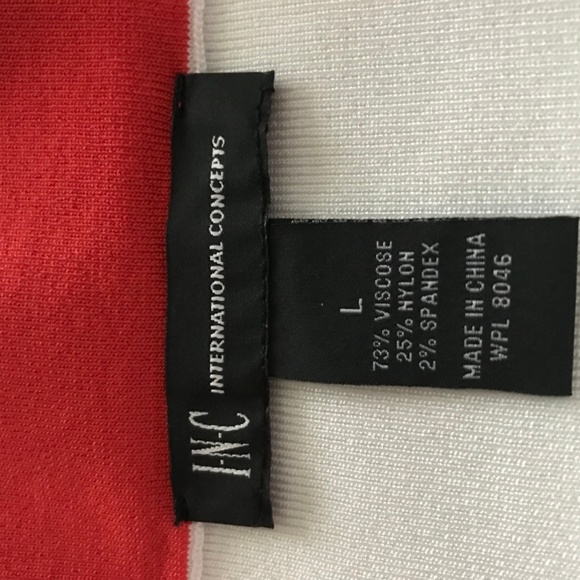 I-N-C INTERNATIONAL CONCEPTS
L
73% VISCOSE
25% NYLON
2% SPANDEX
MADE IN CHINA
WPL 8046